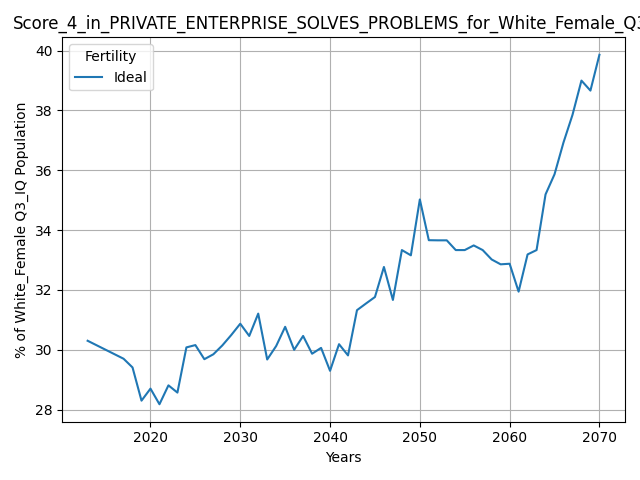 Score_4_in_PRIVATE_ENTERPRISE_SOLVES_PROBLEMS_for_White_Female_Q3
Fertility
Ideal
% of White_Female Q3_IQ Population
40
38
36
34
32
30
28
2020
2030
2040
2050
2060
2070
Years